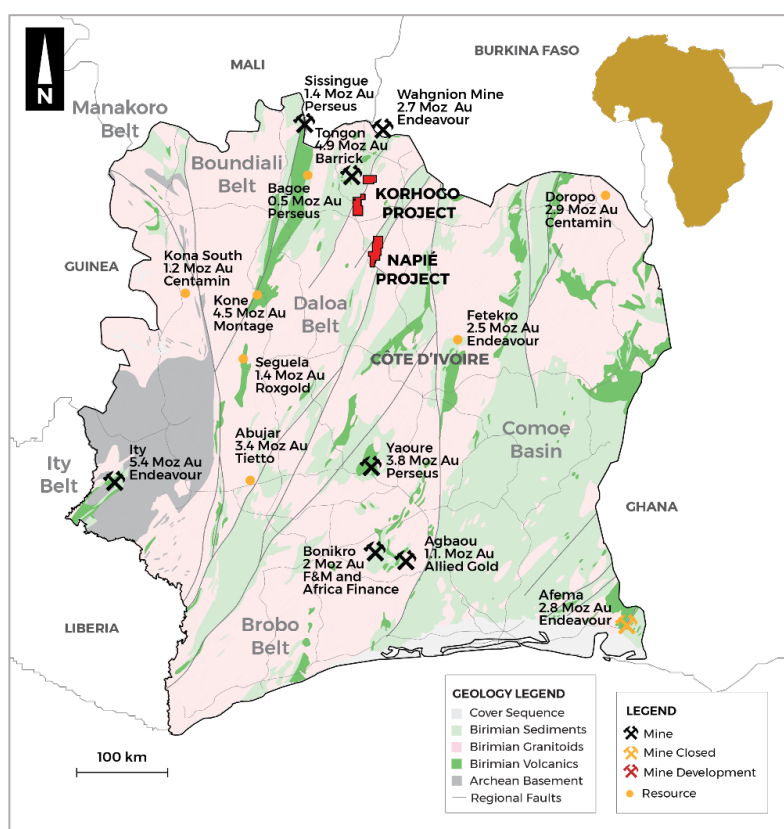 MALI
BURKINA FASO
N
Manakoro
Belt
Sissingue
1.4 Moz Au
Perseus
Wahgnion Mine
2.7 Moz Au
Endeavour
Tongon
4.9 Moz Au
Barrick
Boundiali
Belt
Bagoe
0.5 Moz Au
Perseus
KORHOGO
PROJECT
Doropo
2.9 Moz Au
Centamin
NAPIÉ
PROJECT
GUINEA
Kona South
1.2 Moz Au
Centamin
Kone
4.5 Moz Au
Montage
Daloa
Belt
Fetekro
2.5 Moz Au
Endeavour
CÔTE D'IVOIRE
Seguela
1.4 Moz Au
Roxgold
Comoe
Basin
Abujar
3.4 Moz Au
Tietto
Ity
5.4 Moz Au
Endeavour
Ity
Belt
Yaoure
3.8 Moz Au
Perseus
GHANA
Bonikro
2 Moz Au
F&M and
Africa Finance
Agbaou
1.1. Moz Au
Allied Gold
Afema
2.8 Moz Au
Endeavour
LIBERIA
Brobo
Belt
100 km
GEOLOGY LEGEND
Cover Sequence
Birimian Sediments
Birimian Granitoids
Birimian Volcanics
Archean Basement
Regional Faults
LEGEND
Mine
Mine Closed
Mine Development
Resource